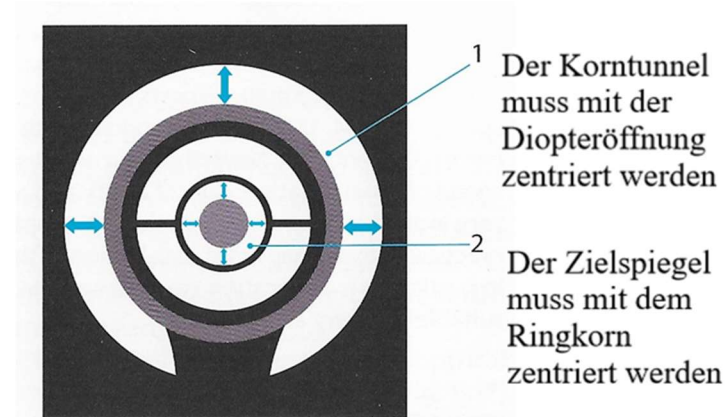 1
Der Korntunnel
muss mit der
Diopteröffnung
zentriert werden
2
Der Zielspiegel
muss mit dem
Ringkorn
zentriert werden